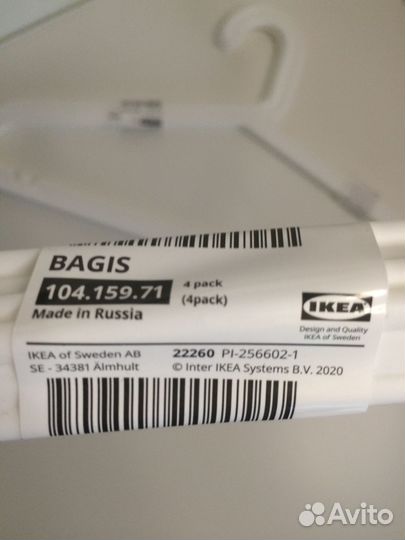 BAGIS
104.159.71
4 pack
(4pack)
Made in Russia
IKEA
Design and Quality
IKEA of Sweden
IKEA of Sweden AB
SE - 34381 Älmhult
22260 PI-256602-1
© Inter IKEA Systems B.V. 2020
Avito